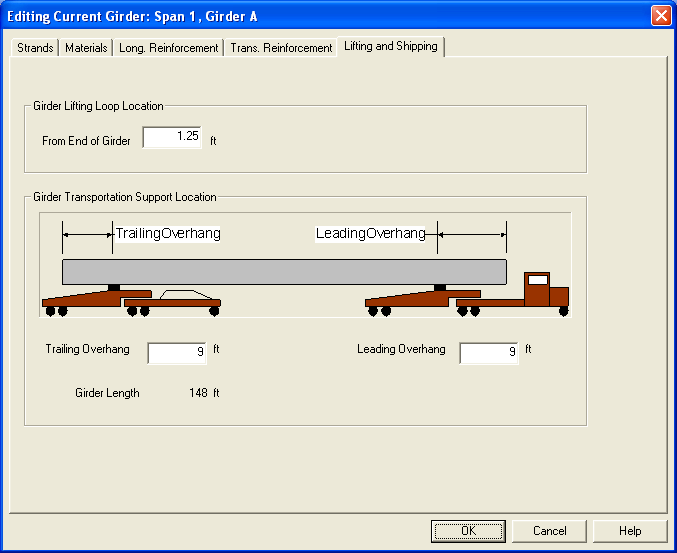 Editing Current Girder: Span 1, Girder A
Strands Materials Long. Reinforcement Trans. Reinforcement Lifting and Shipping
Girder Lifting Loop Location
From End of Girder 1.25 ft
Girder Transportation Support Location
TrailingOverhang LeadingOverhang
Trailing Overhang 9 ft Leading Overhang 9 ft
Girder Length 148 ft
OK Cancel Help